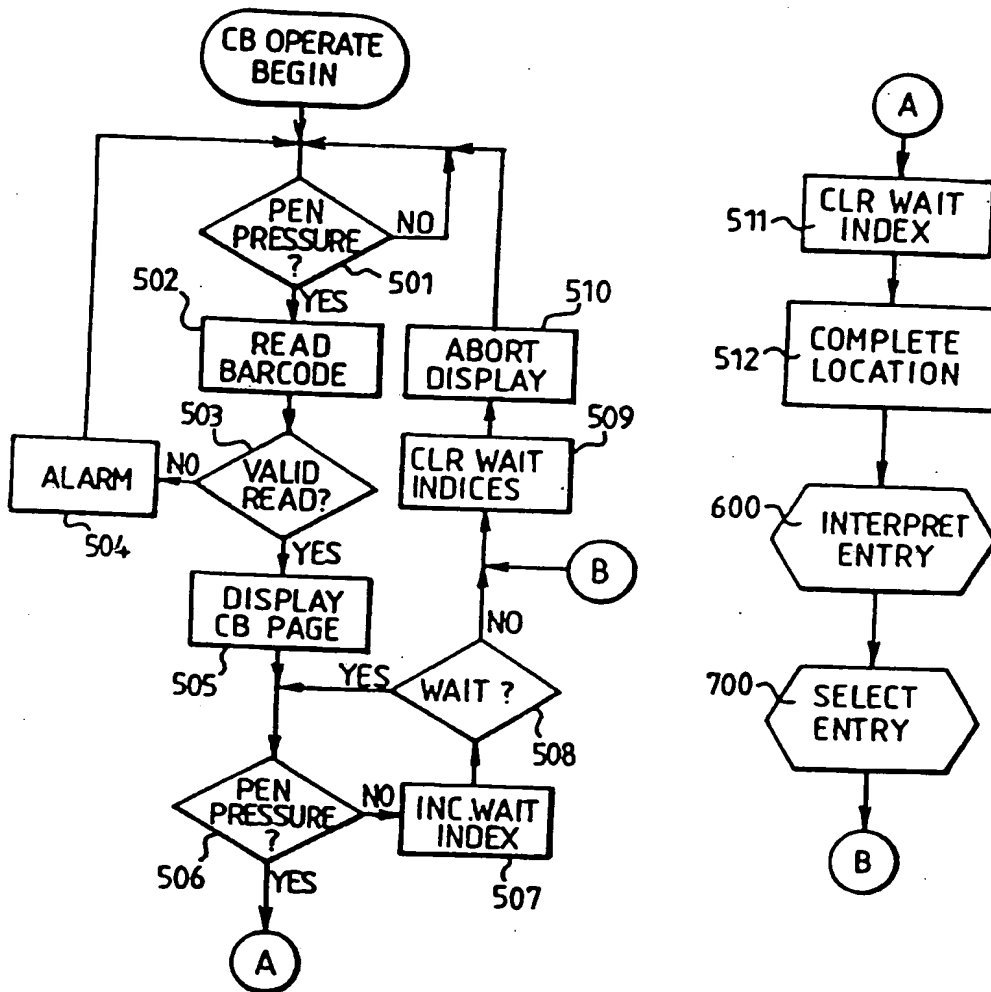 CB OPERATE
BEGIN
PEN
PRESSURE
?
NO
501
YES
502
READ
BARCODE
503
VALID
READ?
NO
ALARM
504
YES
DISPLAY
CB PAGE
505
PEN
PRESSURE
?
506
NO
YES
A
INC. WAIT
INDEX
507
WAIT ?
508
YES
NO
B
CLR WAIT
INDICES
509
ABORT
DISPLAY
510
A
511
CLR WAIT
INDEX
512
COMPLETE
LOCATION
600
INTERPRET
ENTRY
700
SELECT
ENTRY
B